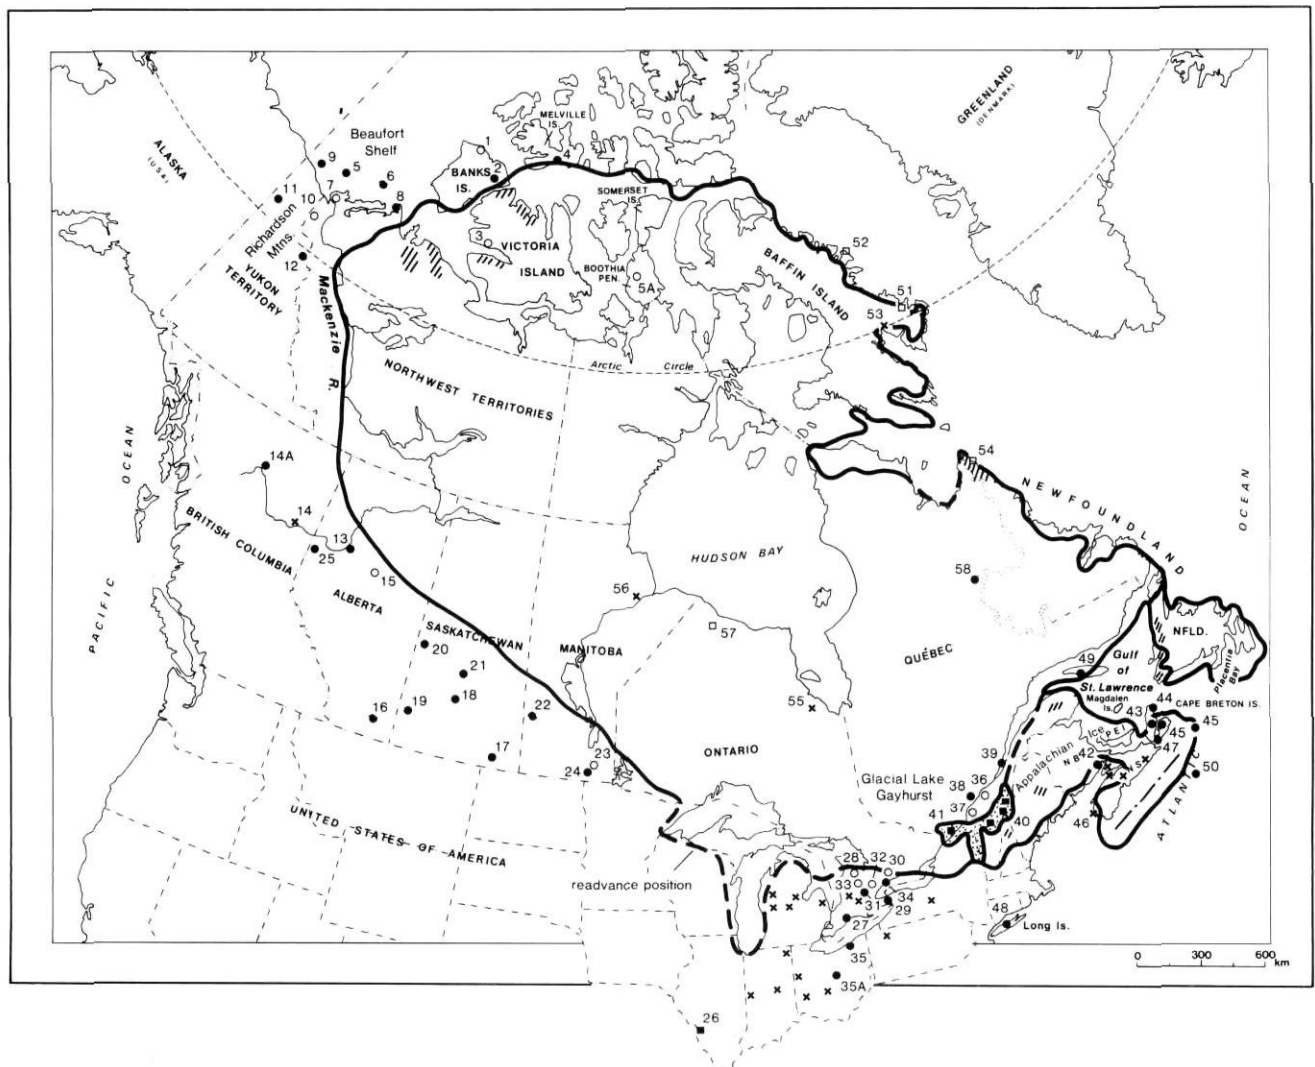 GREENLAND
(DENMARK)
MELVILLE
IS.
Beaufort
Shelf
ALASKA
(USA)
1
4
9
5
BANKS
IS.
2
6
11
7
10
8
SOMERSET
IS.
52
Richardson
Mtns.
3
VICTORIA
ISLAND
BOOTHIA
PEN.
5A
BAFFIN ISLAND
12
YUKON
TERRITORY
51
53
Mackenzie R.
Arctic Circle
NORTHWEST TERRITORIES
OCEAN
PACIFIC
14A
54
NEWFOUNDLAND
OCEAN
ATLANTIC
14
BRITISH COLUMBIA
13
25
15
HUDSON BAY
58
ALBERTA
56
57
SASKATCHEWAN
20
MANITOBA
QUÉBEC
NFLD.
Placentia
Bay
49
Gulf
of
St. Lawrence
Magdalen
Is.
21
18
19
16
22
55
44
CAPE BRETON IS.
43
45
45
47
PEI
17
23
24
ONTARIO
39
Appalachian Ice
NB
42
NS
50
Glacial Lake
Gayhurst
38
36
37
41
40
46
UNITED STATES OF AMERICA
readvance position
28
32
30
33
31
34
29
27
48
Long Is.
35
35A
26
0 300 600
km